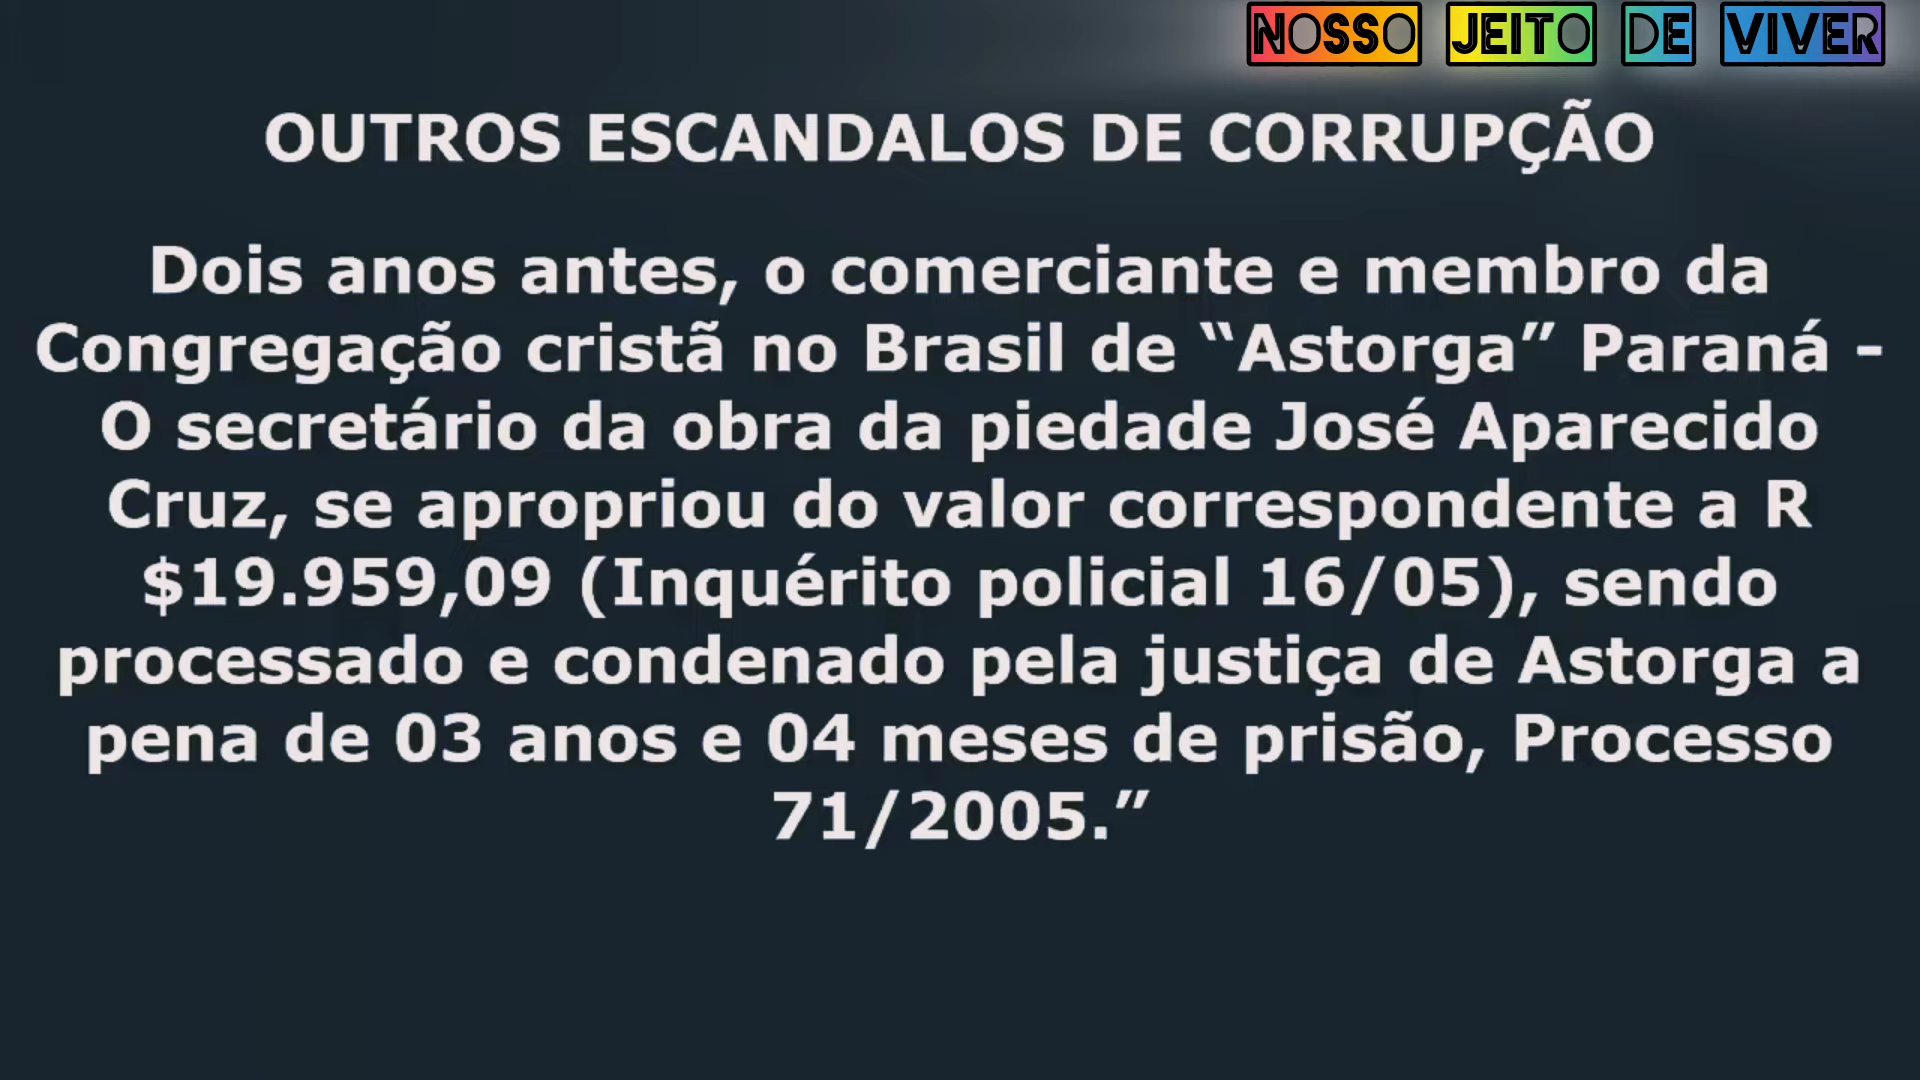 NOSSO JEITO DE VIVER
OUTROS ESCANDALOS DE CORRUPÇÃO
Dois anos antes, o comerciante e membro da
Congregação cristã no Brasil de “Astorga” Paraná -
O secretário da obra da piedade José Aparecido
Cruz, se apropriou do valor correspondente a R
$19.959,09 (Inquérito policial 16/05), sendo
processado e condenado pela justiça de Astorga a
pena de 03 anos e 04 meses de prisão, Processo
71/2005.”